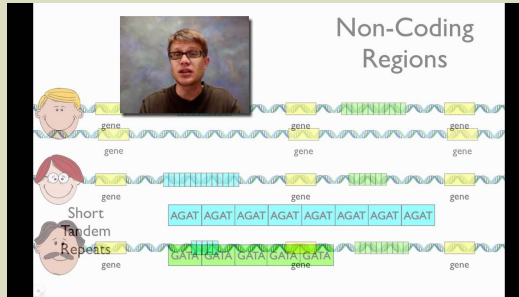 Non-Coding
Regions
gene gene gene
gene gene gene
gene gene gene
Short
Tandem
Repeats
AGAT AGAT AGAT AGAT AGAT AGAT AGAT AGAT
GATA GATA GATA GATA GATA
gene gene gene